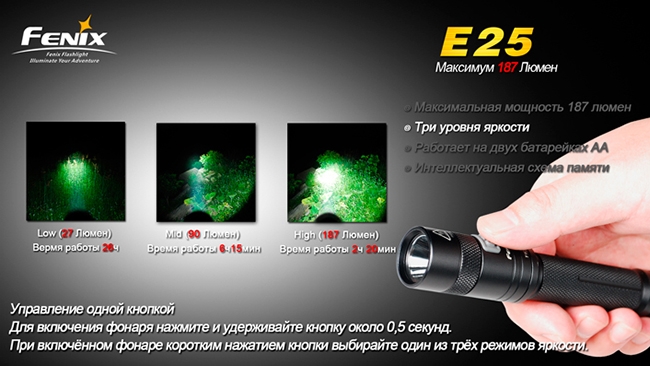 FENIX
Fenix Flashlight
Illuminate Your Adventure
E25
Максимум 187 Люмен
Максимальная мощность 187 люмен
Три уровня яркости
Работает на двух батарейках АА
Интеллектуальная схема памяти
Low (27 Люмен)
Вермя работы 26ч
Mid (90 Люмен)
Время работы 6ч15мин
High (187 Люмен)
Время работы 2ч 20мин
Управление одной кнопкой
Для включения фонаря нажмите и удерживайте кнопку около 0,5 секунд.
При включённом фонаре коротким нажатием кнопки выбирайте один из трёх режимов яркости.